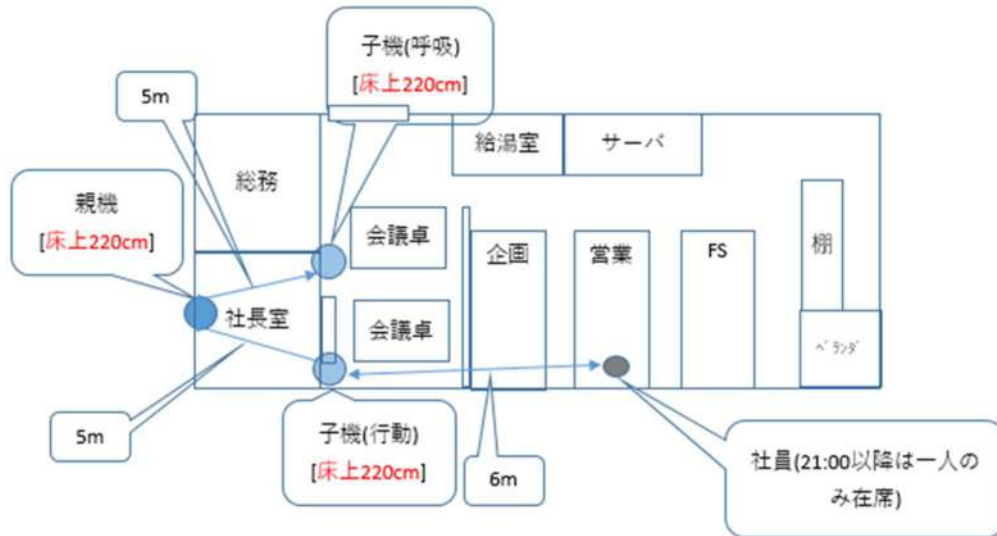 子機(呼吸)
[床上220cm]
5m
給湯室
サーバ
総務
親機
[床上220cm]
会議卓
企画
営業
FS
棚
社長室
会議卓
ベランダ
5m
子機(行動)
[床上220cm]
6m
社員(21:00以降は一人の
み在席)